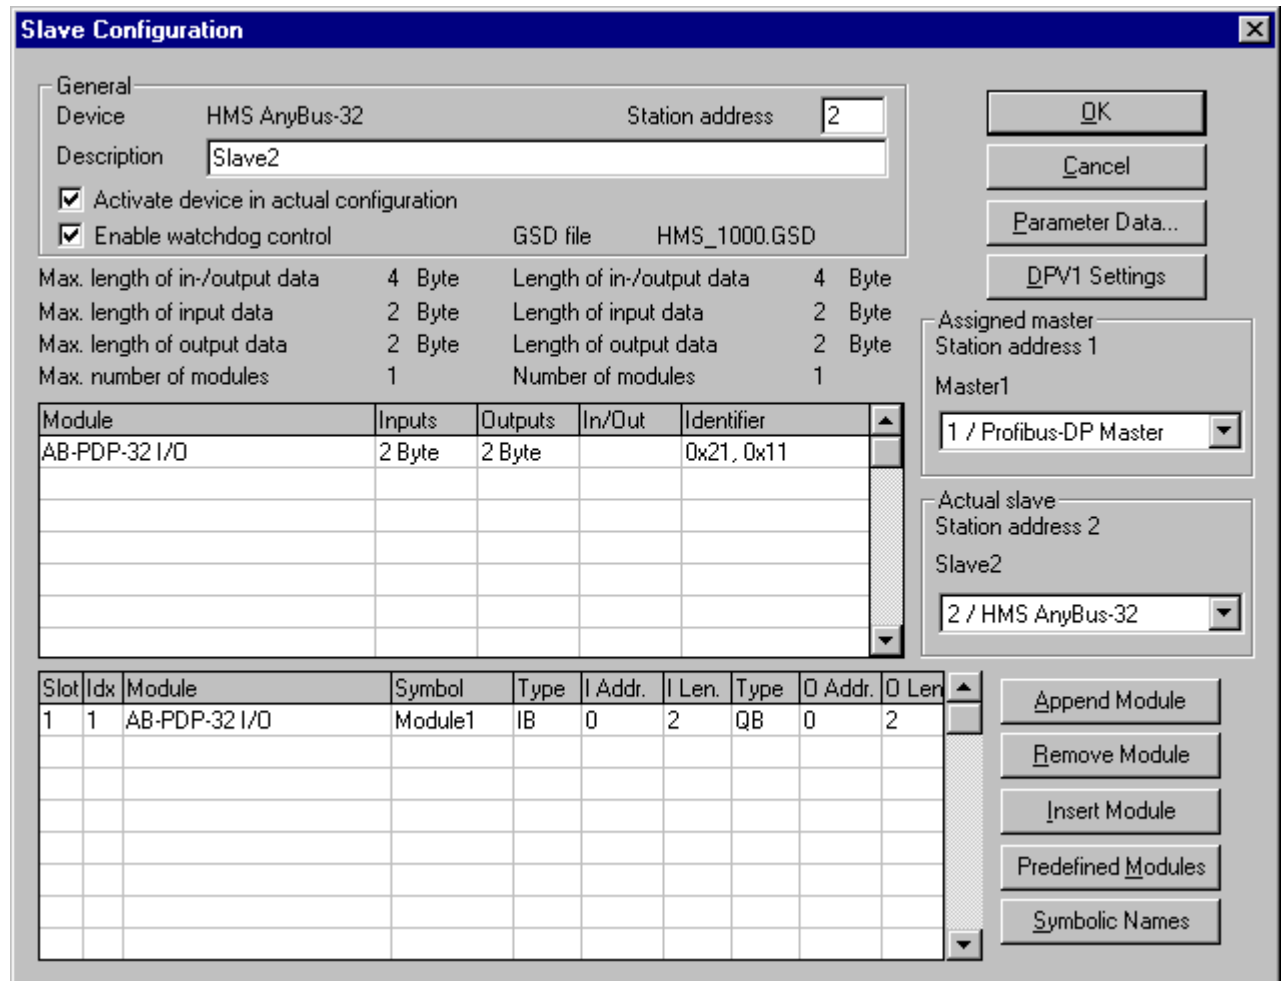 Slave Configuration
General
Device HMS AnyBus-32 Station address 2
Description Slave2
Activate device in actual configuration
Enable watchdog control GSD file HMS_1000.GSD
OK
Cancel
Parameter Data...
DPV1 Settings
Max. length of in-/output data 4 Byte Length of in-/output data 4 Byte
Max. length of input data 2 Byte Length of input data 2 Byte
Max. length of output data 2 Byte Length of output data 2 Byte
Max. number of modules 1 Number of modules 1
Assigned master
Station address 1
Master1
1 / Profibus-DP Master
Module Inputs Outputs In/Out Identifier
AB-PDP-32 I/O 2 Byte 2 Byte 0x21, 0x11
Actual slave
Station address 2
Slave2
2 / HMS AnyBus-32
Slot Idx Module Symbol Type I Addr. I Len. Type O Addr. O Len
1 1 AB-PDP-32 I/O Module1 IB 0 2 QB 0 2
Append Module
Remove Module
Insert Module
Predefined Modules
Symbolic Names